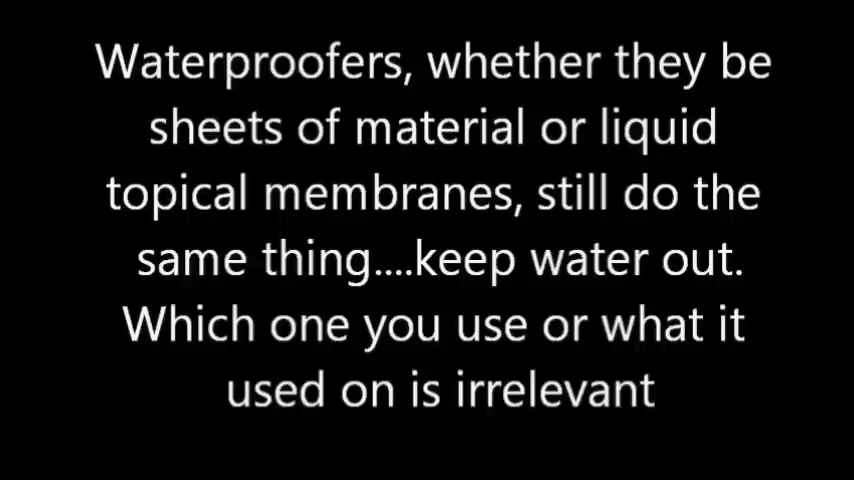 Waterproofers, whether they be
sheets of material or liquid
topical membranes, still do the
same thing....keep water out.
Which one you use or what it
used on is irrelevant